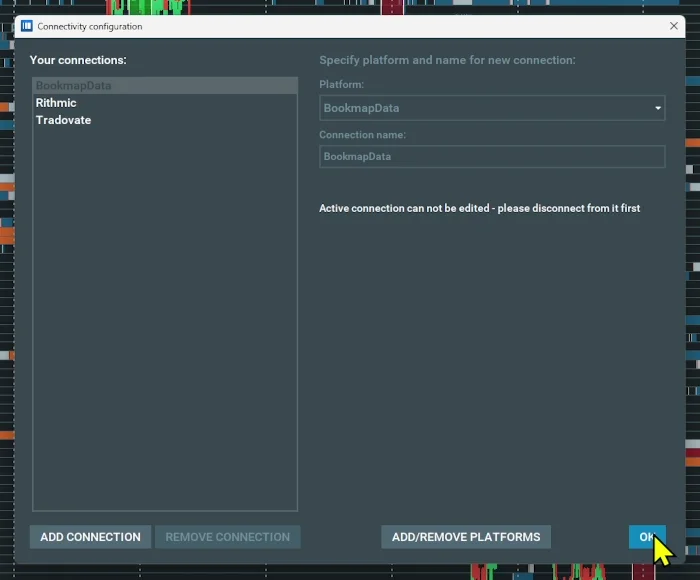 Connectivity configuration
Your connections:
BookmapData
Rithmic
Tradovate
Specify platform and name for new connection:
Platform:
BookmapData
Connection name:
BookmapData
Active connection can not be edited - please disconnect from it first
ADD CONNECTION
REMOVE CONNECTION
ADD/REMOVE PLATFORMS
OK